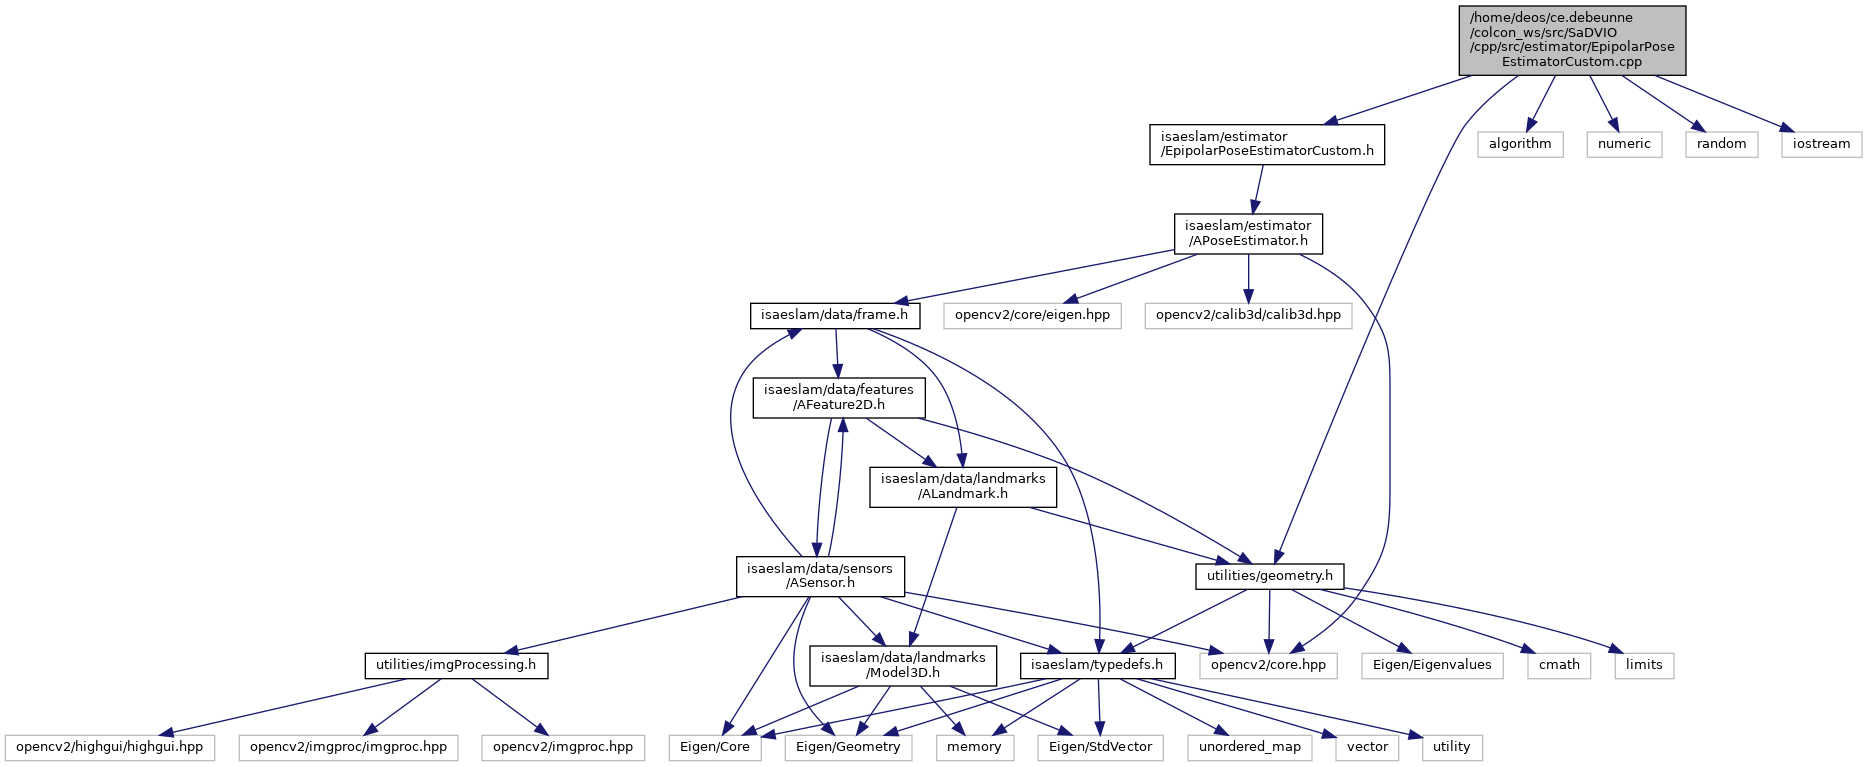 /home/deos/ce.debeunne
/colcon_ws/src/SaDVIO
/cpp/src/estimator/EpipolarPose
EstimatorCustom.cpp
isaeslam/estimator
/EpipolarPoseEstimatorCustom.h
algorithm
numeric
random
iostream
isaeslam/estimator
/APoseEstimator.h
isaeslam/data/frame.h
opencv2/core/eigen.hpp
opencv2/calib3d/calib3d.hpp
isaeslam/data/features
/AFeature2D.h
isaeslam/data/landmarks
/ALandmark.h
isaeslam/data/sensors
/ASensor.h
utilities/geometry.h
utilities/imgProcessing.h
isaeslam/data/landmarks
/Model3D.h
isaeslam/typedefs.h
opencv2/core.hpp
Eigen/Eigenvalues
cmath
limits
opencv2/highgui/highgui.hpp
opencv2/imgproc/imgproc.hpp
opencv2/imgproc.hpp
Eigen/Core
Eigen/Geometry
memory
Eigen/StdVector
unordered_map
vector
utility